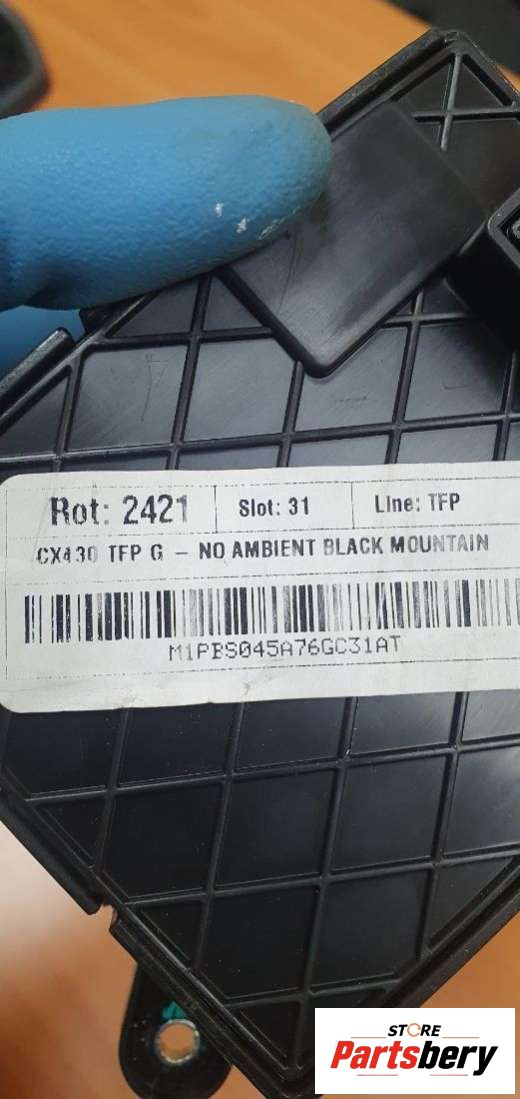 Rot: 2421 Slot: 31 Line: TFP
CX430 TFP G – NO AMBIENT BLACK MOUNTAIN
M1PBS045A76GC31AT
STORE
Partsbery